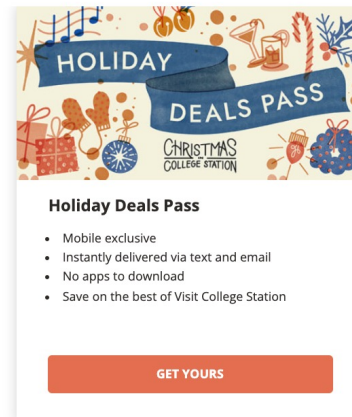 HOLIDAY
DEALS PASS
CHRISTMAS
IN
COLLEGE STATION
Holiday Deals Pass
• Mobile exclusive
• Instantly delivered via text and email
• No apps to download
• Save on the best of Visit College Station
GET YOURS